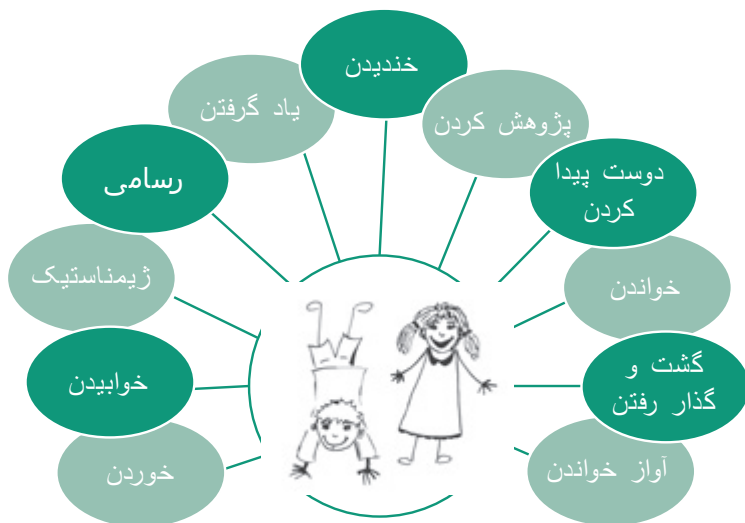 خندیدن
پژوهش کردن
یاد گرفتن
دوست پیدا
کردن
رسامی
خواندن
ژیمناستیک
گشت و
گذار رفتن
خوابیدن
آواز خواندن
خوردن